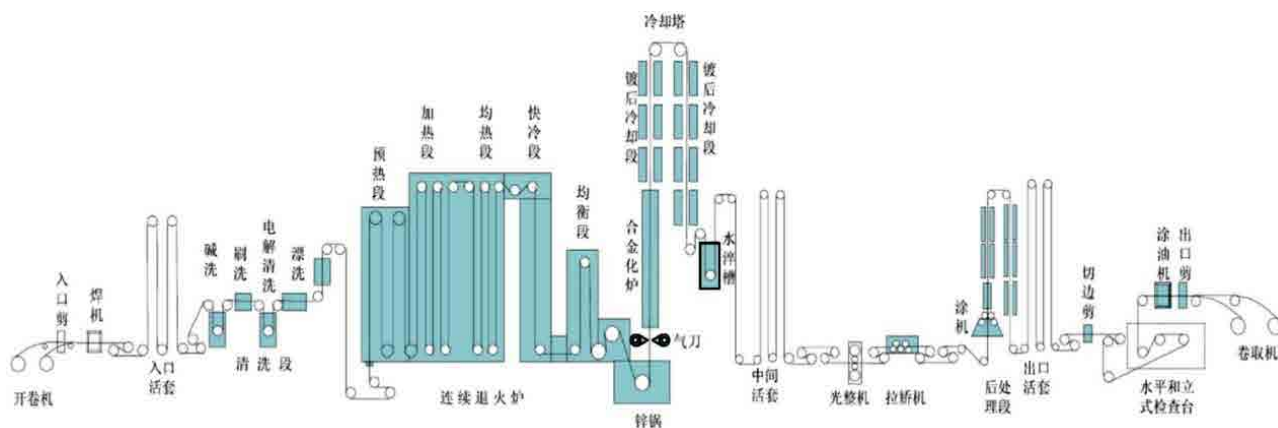 开卷机
入口剪
焊机
入口
活套
碱洗
刷洗
电解清洗
漂洗
清洗段
预热段
加热段
均热段
快冷段
均衡段
连续退火炉
冷却塔
镀后冷却段
镀后冷却段
合金化炉
气刀
锌锅
水淬槽
中间
活套
光整机
拉矫机
涂机
后处
理段
出口
活套
切边剪
涂油机
出口剪
水平和立
式检查台
卷取机